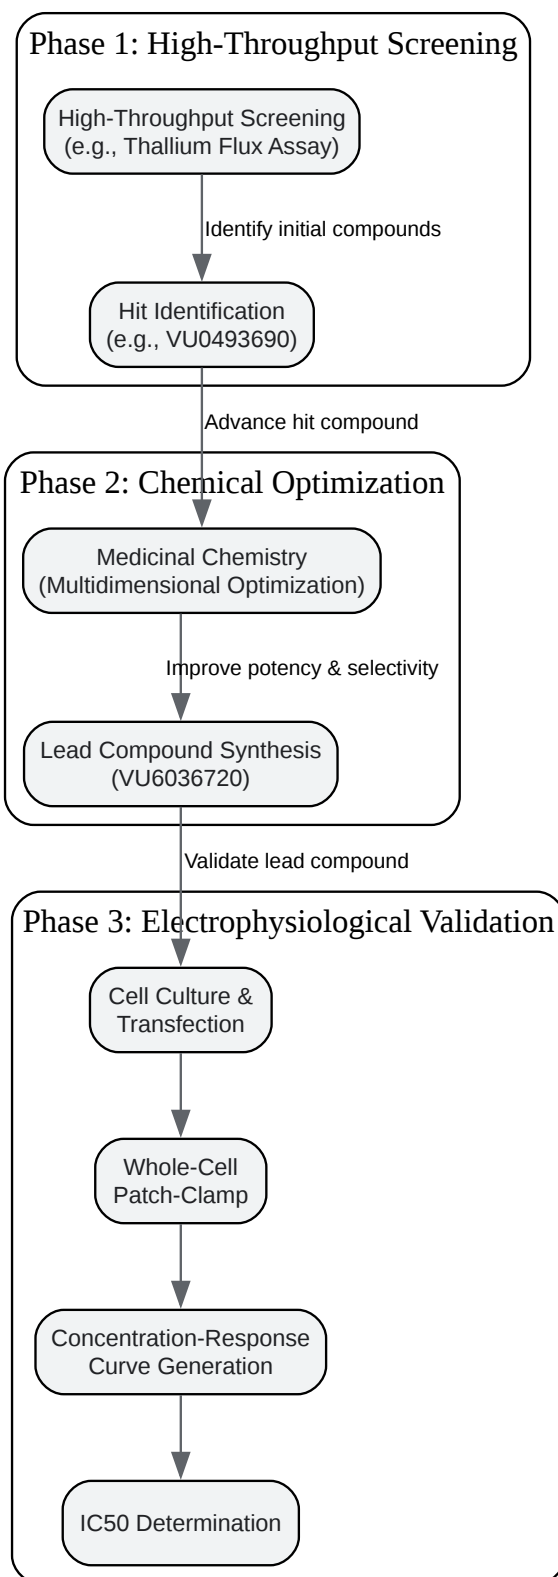 Phase 1: High-Throughput Screening
High-Throughput Screening
(e.g., Thallium Flux Assay)
Identify initial compounds
Hit Identification
(e.g., VU0493690)
Advance hit compound
Phase 2: Chemical Optimization
Medicinal Chemistry
(Multidimensional Optimization)
Improve potency & selectivity
Lead Compound Synthesis
(VU6036720)
Validate lead compound
Phase 3: Electrophysiological Validation
Cell Culture &
Transfection
Whole-Cell
Patch-Clamp
Concentration-Response
Curve Generation
IC50 Determination